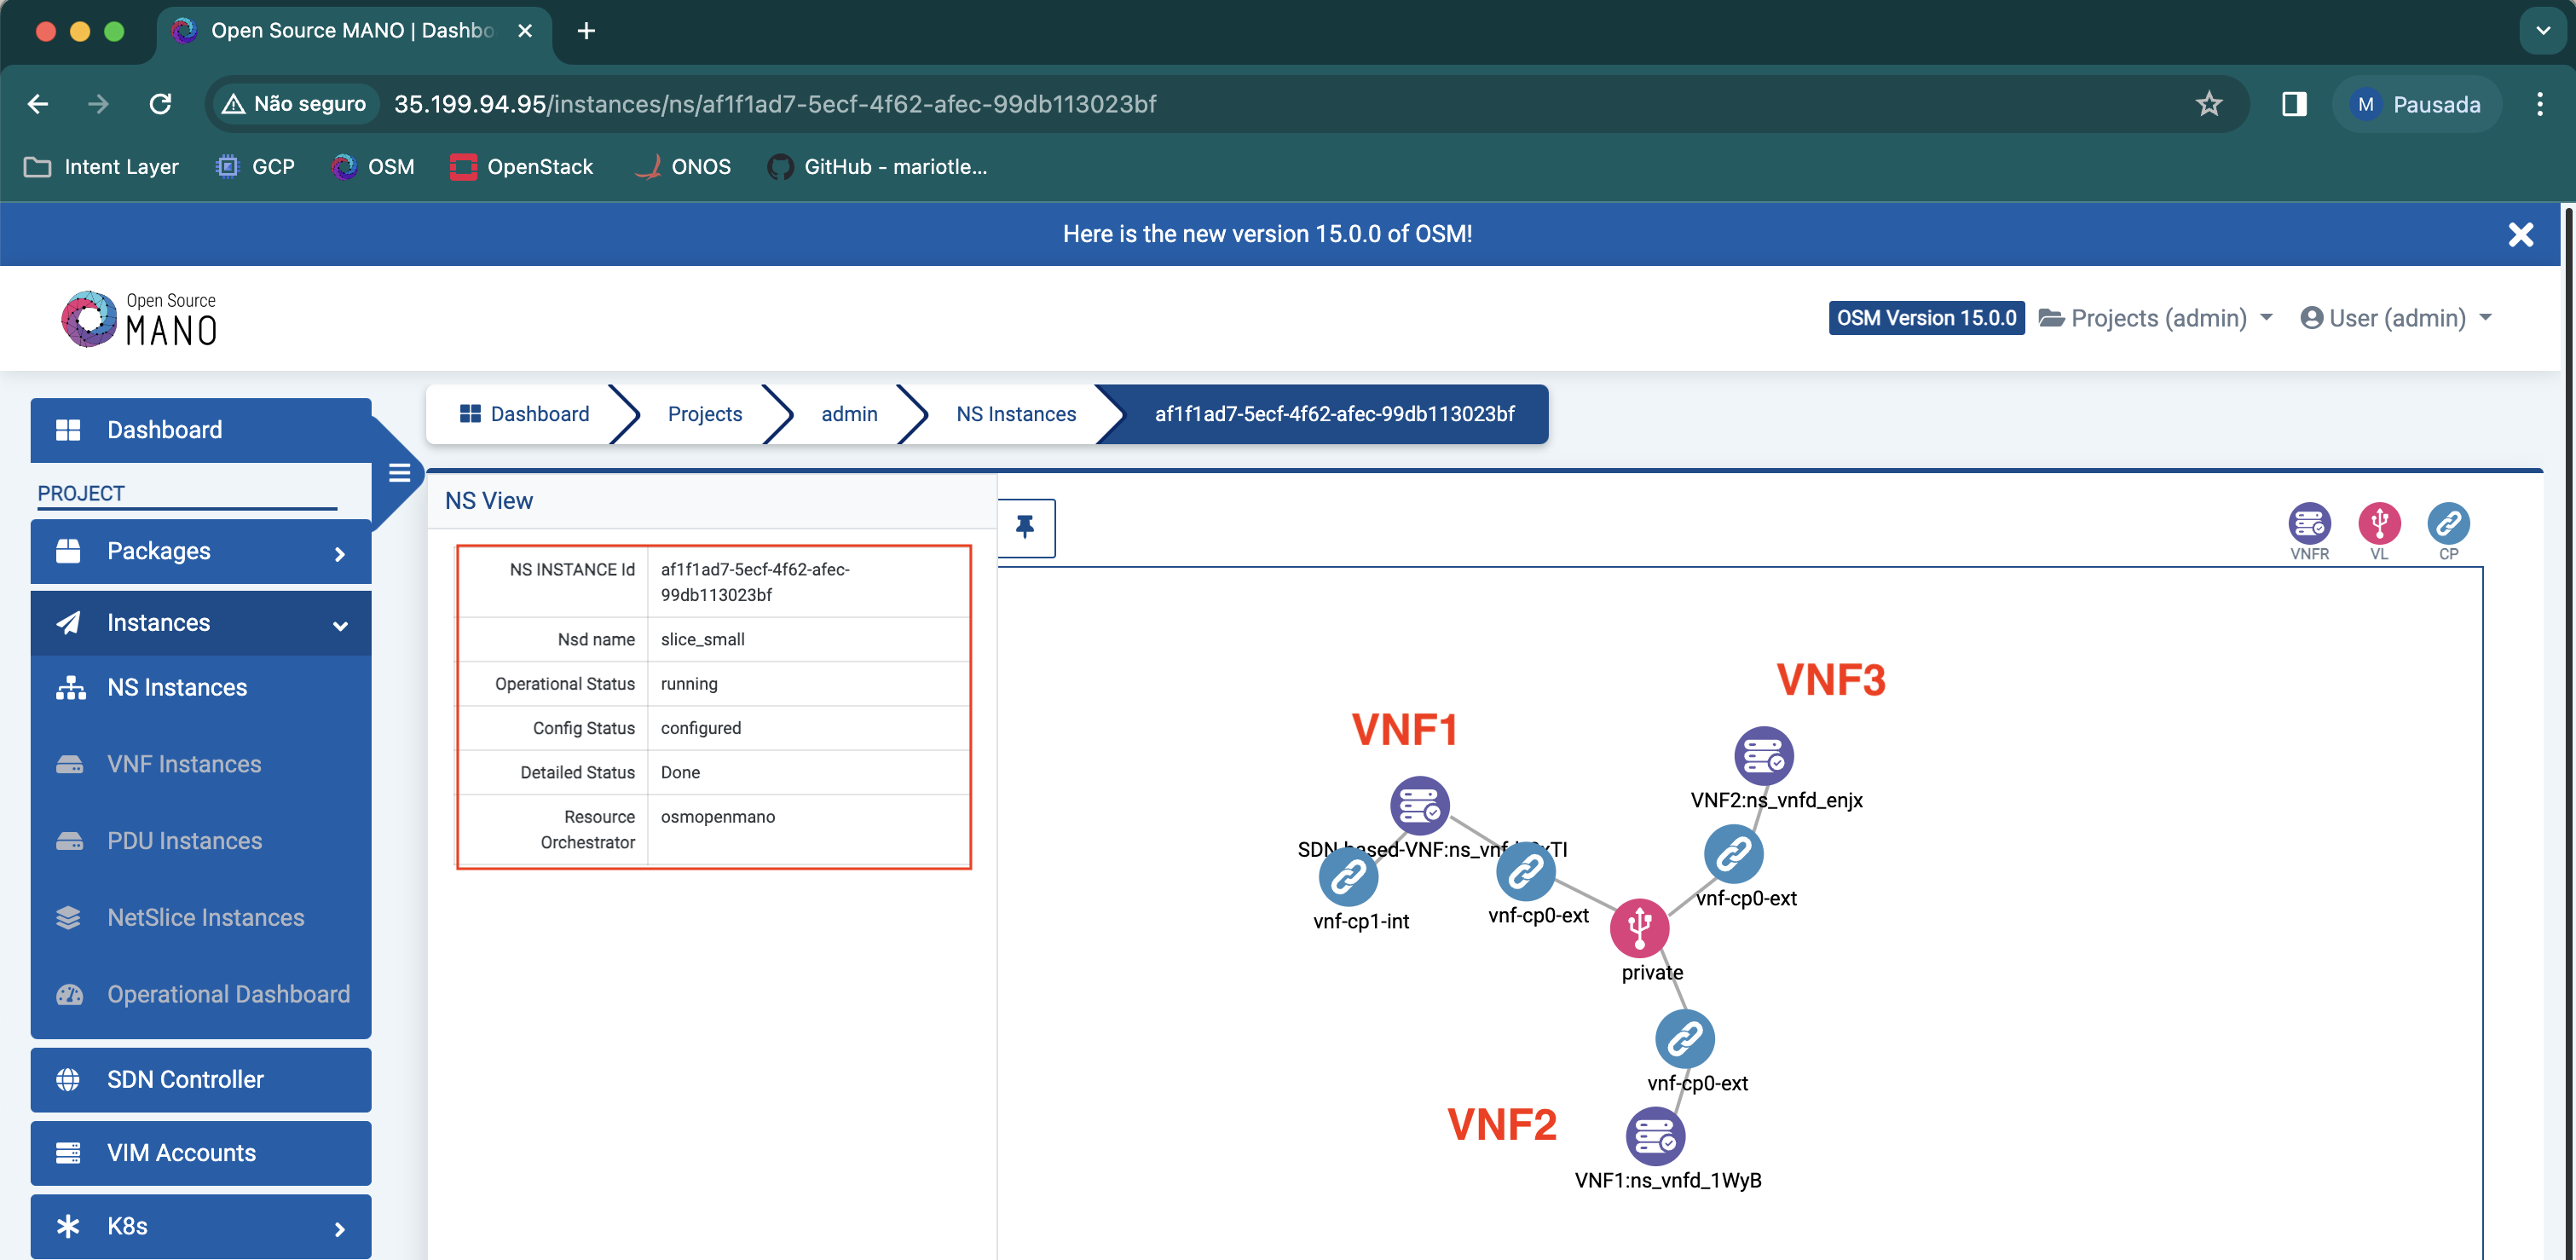 Open Source MANO | Dashbo
Não seguro
35.199.94.95/instances/ns/af1f1ad7-5ecf-4f62-afec-99db113023bf
M Pausada
Intent Layer
GCP
OSM
OpenStack
ONOS
GitHub - mariotle...
Here is the new version 15.0.0 of OSM!
Open Source
MANO
OSM Version 15.0.0
Projects (admin)
User (admin)
Dashboard
PROJECT
Packages
Instances
NS Instances
VNF Instances
PDU Instances
NetSlice Instances
Operational Dashboard
SDN Controller
VIM Accounts
K8s
Dashboard
Projects
admin
NS Instances
af1f1ad7-5ecf-4f62-afec-99db113023bf
NS View
NS INSTANCE Id af1f1ad7-5ecf-4f62-afec-
99db113023bf
Nsd name slice_small
Operational Status running
Config Status configured
Detailed Status Done
Resource osmopenmano
Orchestrator
VNFR
VL
CP
VNF3
VNF1
VNF2:ns_vnfd_enjx
SDN-based-VNF:ns_vnf
xTI
vnf-cp1-int
vnf-cp0-ext
vnf-cp0-ext
private
vnf-cp0-ext
VNF2
VNF1:ns_vnfd_1WyB